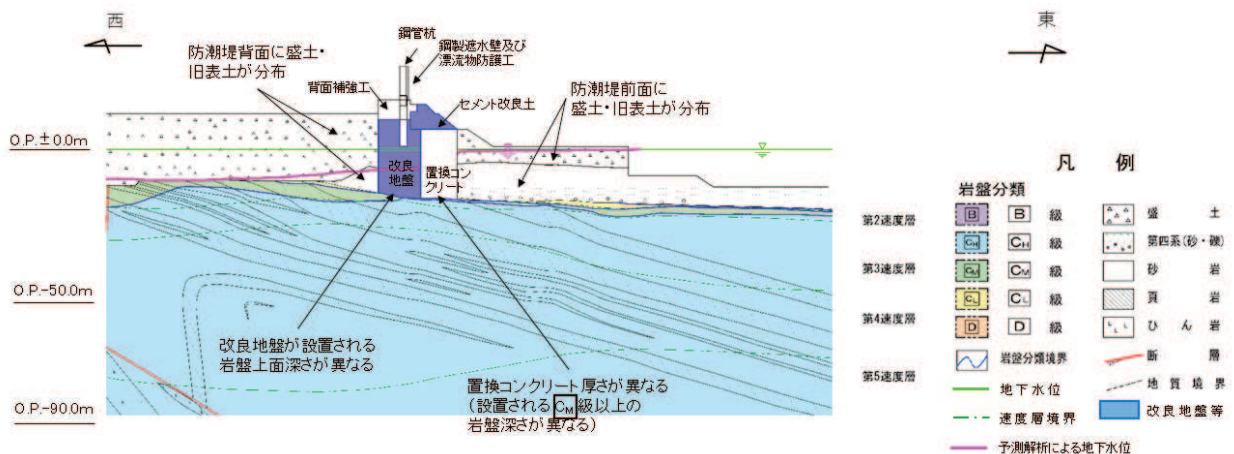 西
東
鋼管杭
鋼製遮水壁及び
漂流物防護工
防潮堤背面に盛土・
旧表土が分布
背面補強工
セメント改良土
防潮堤前面に
盛土・旧表土が分布
O.P.±0.0m
改良
地盤
置換コン
クリート
O.P.-50.0m
O.P.-90.0m
改良地盤が設置される
岩盤上面深さが異なる
置換コンクリート厚さが異なる
(設置されるCM級以上の
岩盤深さが異なる)
第2速度層
第3速度層
第4速度層
第5速度層
凡 例
岩盤分類
B B 級
CH CH 級
CM CM 級
CL CL 級
D D 級
岩盤分類境界
地下水位
速度層境界
予測解析による地下水位
盛 土
第四系(砂・礫)
砂 岩
頁 岩
ひん岩
断 層
地質境界
改良地盤等